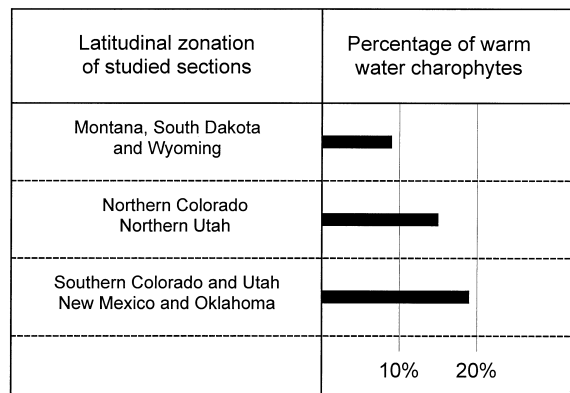 Latitudinal zonation
of studied sections
Percentage of warm
water charophytes
Montana, South Dakota
and Wyoming
Northern Colorado
Northern Utah
Southern Colorado and Utah
New Mexico and Oklahoma
10%
20%